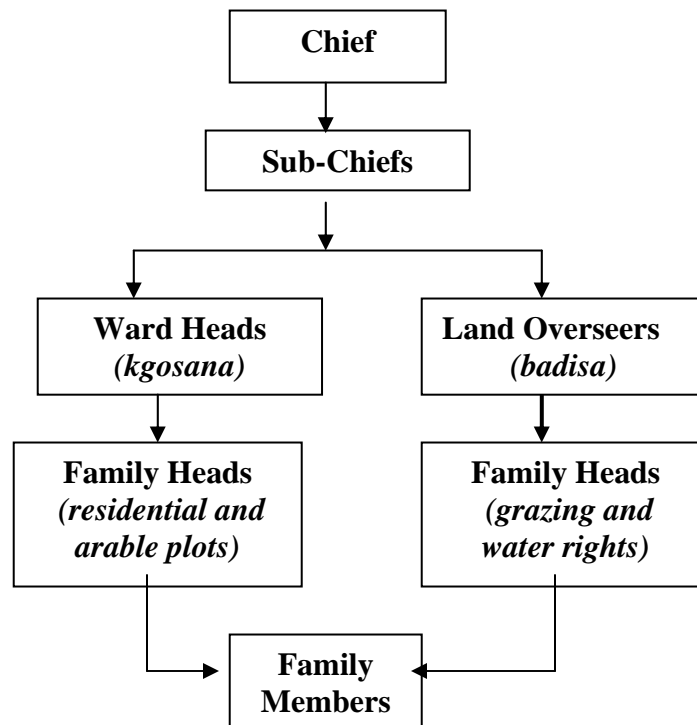 Chief
Sub-Chiefs
Ward Heads
(kgosana)
Land Overseers
(badisa)
Family Heads
(residential and
arable plots)
Family Heads
(grazing and
water rights)
Family
Members